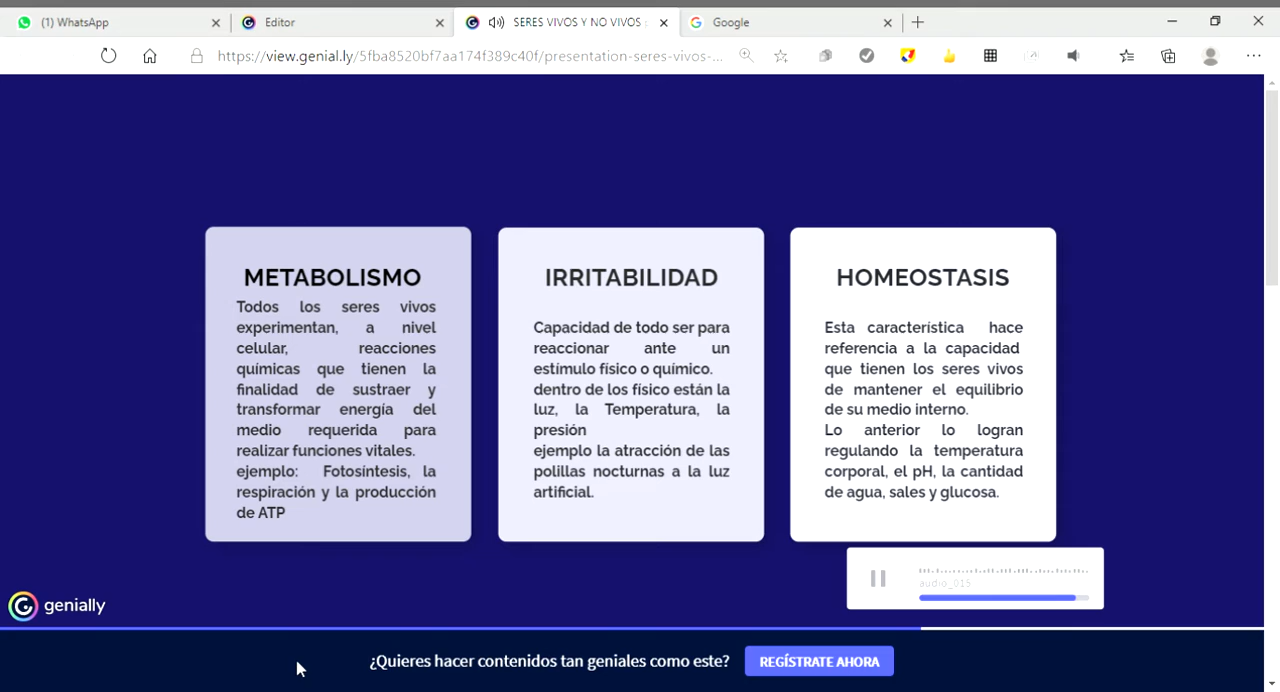 (1) WhatsApp
Editor
SERES VIVOS Y NO VIVOS
Google
https://view.genial.ly/5fba8520bf7aa174f389c40f/presentation-seres-vivos-...
METABOLISMO
Todos los seres vivos
experimentan, a nivel
celular, reacciones
químicas que tienen la
finalidad de sustraer y
transformar energía del
medio requerida para
realizar funciones vitales.
ejemplo: Fotosíntesis, la
respiración y la producción
de ATP
IRRITABILIDAD
Capacidad de todo ser para
reaccionar ante un
estímulo físico o químico.
dentro de los físico están la
luz, la Temperatura, la
presión
ejemplo la atracción de las
polillas nocturnas a la luz
artificial.
HOMEOSTASIS
Esta característica hace
referencia a la capacidad
que tienen los seres vivos
de mantener el equilibrio
de su medio interno.
Lo anterior lo logran
regulando la temperatura
corporal, el pH, la cantidad
de agua, sales y glucosa.
audio_015
genially
¿Quieres hacer contenidos tan geniales como este?
REGÍSTRATE AHORA